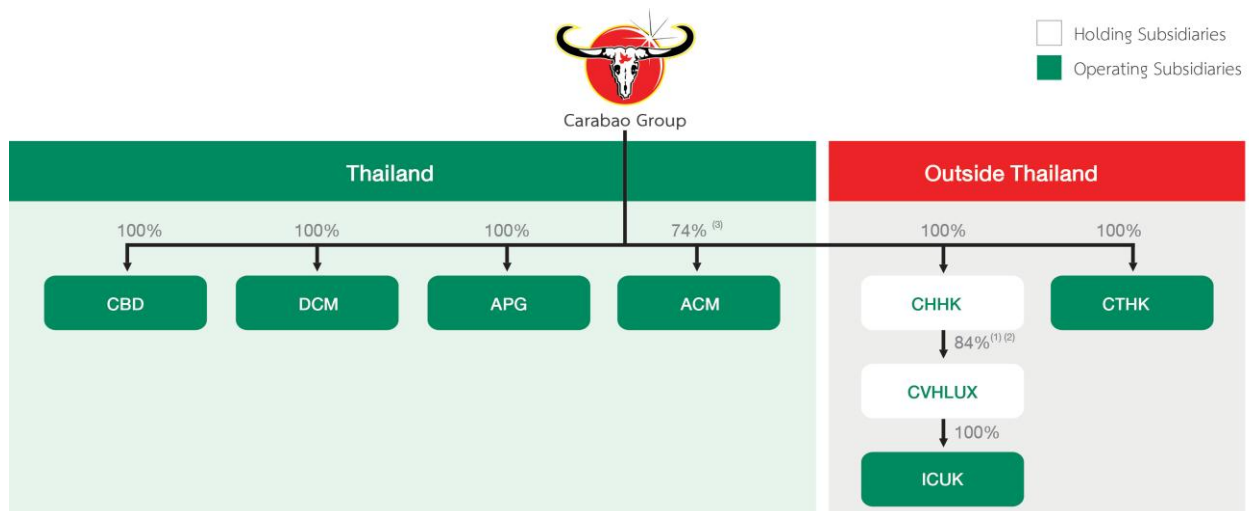 Holding Subsidiaries
Operating Subsidiaries
Carabao Group
Thailand
Outside Thailand
100% 100% 100% 74% (3) 100% 100%
CBD DCM APG ACM CHHK CTHK
84%(1) (2)
CVHLUX
100%
ICUK